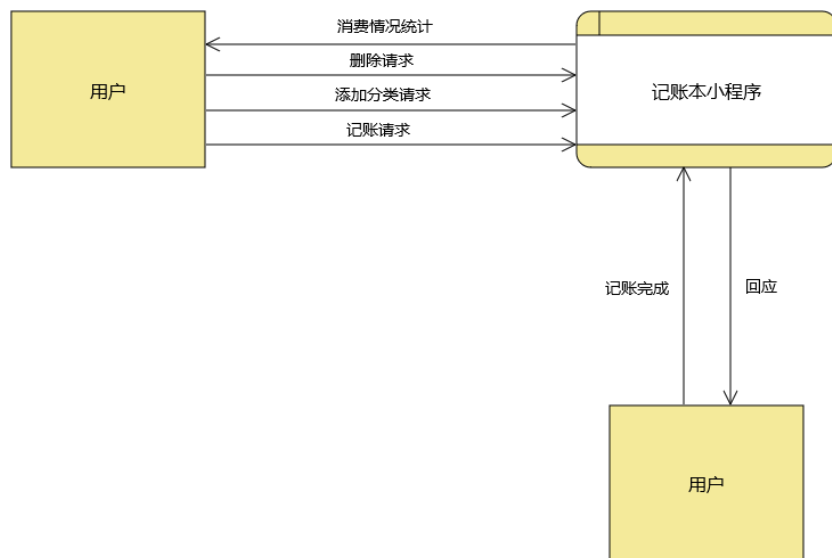 消费情况统计
删除请求
用户
添加分类请求
记账本小程序
记账请求
记账完成
回应
用户